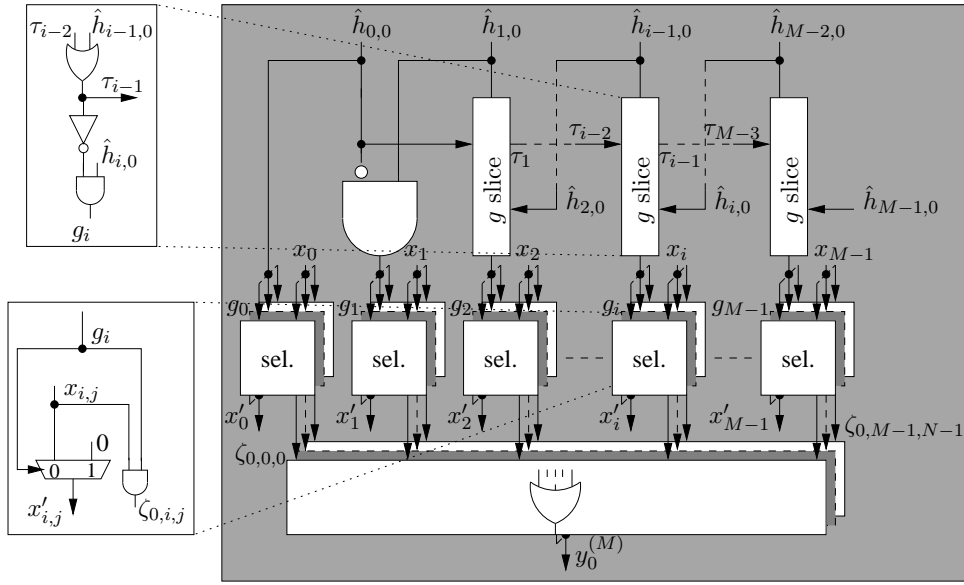 τ_{i−2} ĥ_{i−1,0}
τ_{i−1}
ĥ_{i,0}
g_i
ĥ_{0,0} ĥ_{1,0} ĥ_{i−1,0} ĥ_{M−2,0}
τ_1 τ_{i−2} τ_{i−1} τ_{M−3}
g slice g slice g slice
ĥ_{2,0} ĥ_{i,0} ĥ_{M−1,0}
x_0 x_1 x_2 x_i x_{M−1}
g_0 g_1 g_2 g_i g_{M−1}
sel. sel. sel. sel. sel.
x′_0 x′_1 x′_2 x′_i x′_{M−1}
ζ_{0,M−1,N−1}
ζ_{0,0,0}
y_0^{(M)}
g_i
x_{i,j}
0
0 1
x′_{i,j} ζ_{0,i,j}